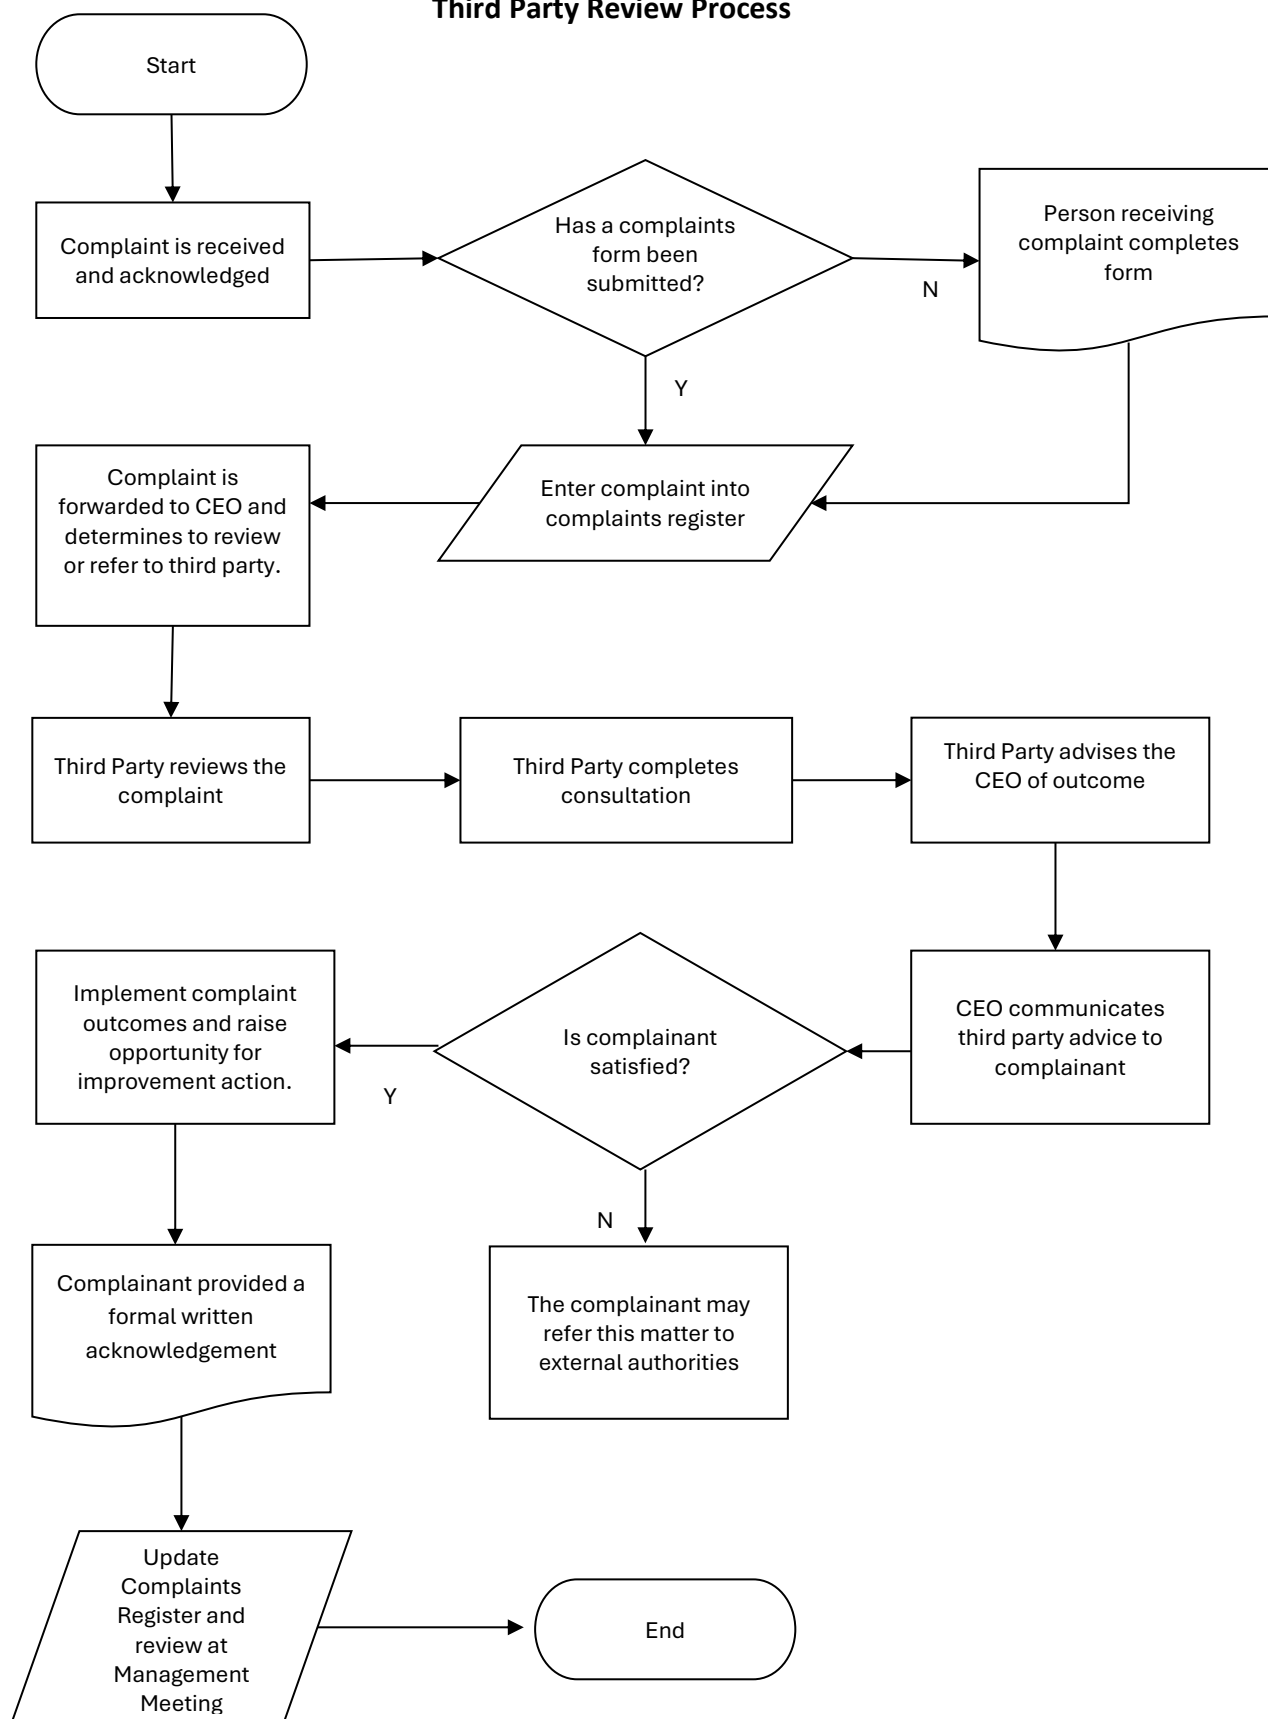 Third Party Review Process
Start
Complaint is received
and acknowledged
Has a complaints
form been
submitted?
N
Person receiving
complaint completes
form
Y
Enter complaint into
complaints register
Complaint is
forwarded to CEO and
determines to review
or refer to third party.
Third Party reviews the
complaint
Third Party completes
consultation
Third Party advises the
CEO of outcome
CEO communicates
third party advice to
complainant
Is complainant
satisfied?
Y
Implement complaint
outcomes and raise
opportunity for
improvement action.
N
The complainant may
refer this matter to
external authorities
Complainant provided a
formal written
acknowledgement
Update
Complaints
Register and
review at
Management
Meeting
End